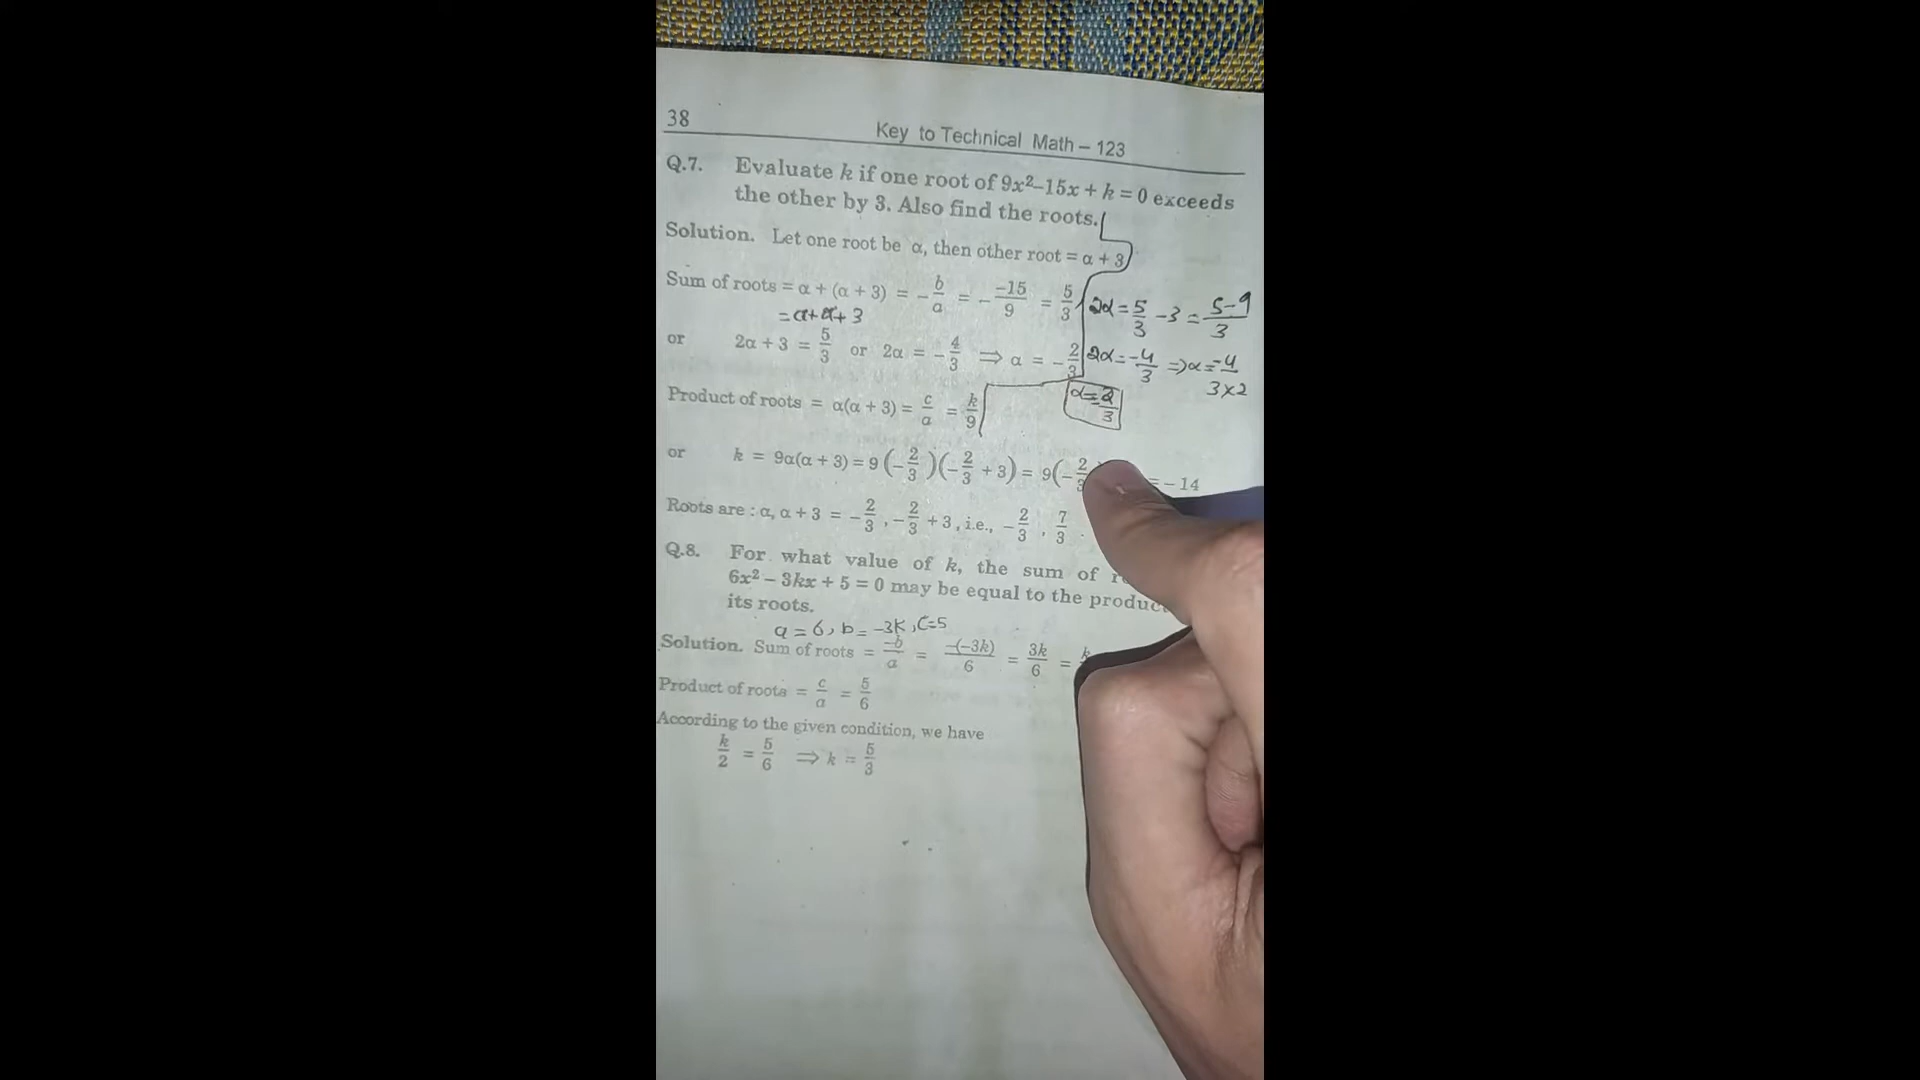 38
Key to Technical Math – 123
Q.7. Evaluate k if one root of 9x²–15x + k = 0 exceeds
the other by 3. Also find the roots.
Solution. Let one root be α, then other root = α + 3
Sum of roots = α + (α + 3) = – b/a = – –15/9 = 5/3
= α + α + 3
2α = 5/3 – 3 = 5–9/3
or 2α + 3 = 5/3 or 2α = – 4/3 ⇒ α = – 2/3
2α = –4/3 ⇒ α = –4/3×2
Product of roots = α(α + 3) = c/a = k/9
or k = 9α(α + 3) = 9 (– 2/3) (– 2/3 + 3) = 9(– 2/3 = – 14
Roots are : α, α + 3 = – 2/3 , – 2/3 + 3 , i.e., – 2/3 , 7/3 .
Q.8. For what value of k, the sum of
6x² – 3kx + 5 = 0 may be equal to the
its roots.
a = 6, b = –3k, C=5
Solution. Sum of roots = –b/a = –(–3k)/6 = 3k/6 =
Product of roots = c/a = 5/6
According to the given condition, we have
k/2 = 5/6 ⇒ k = 5/3